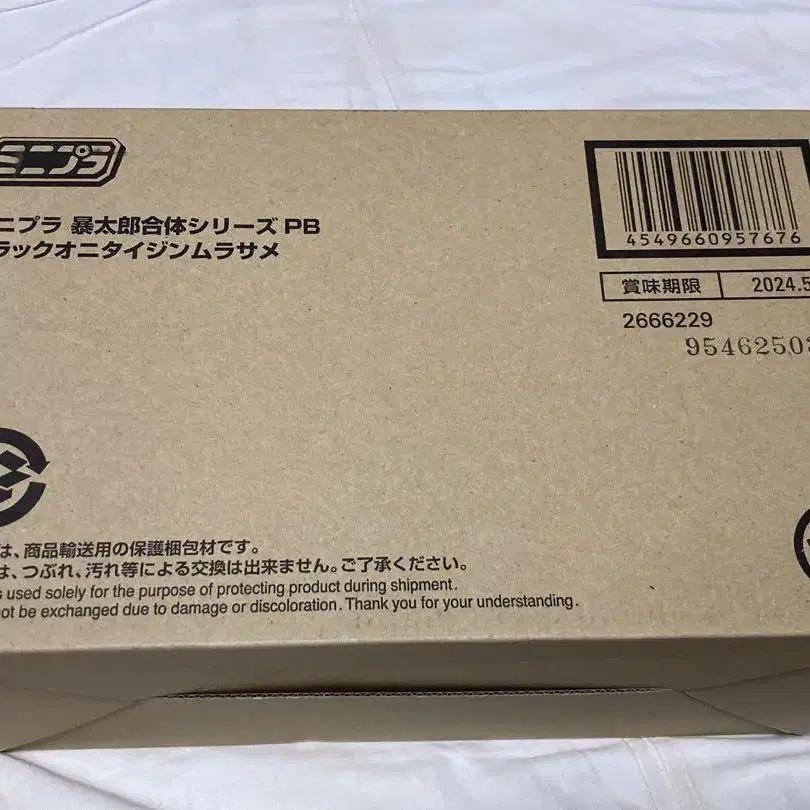 ミニプラ
ニプラ 暴太郎合体シリーズ PB
ラックオニタイジンムラサメ
4549660957676
賞味期限 2024.5
2666229
9546250
は、商品輸送用の保護梱包材です。
は、つぶれ、汚れ等による交換は出来ません。ご了承ください。
s used solely for the purpose of protecting product during shipment.
not be exchanged due to damage or discoloration. Thank you for your understanding.